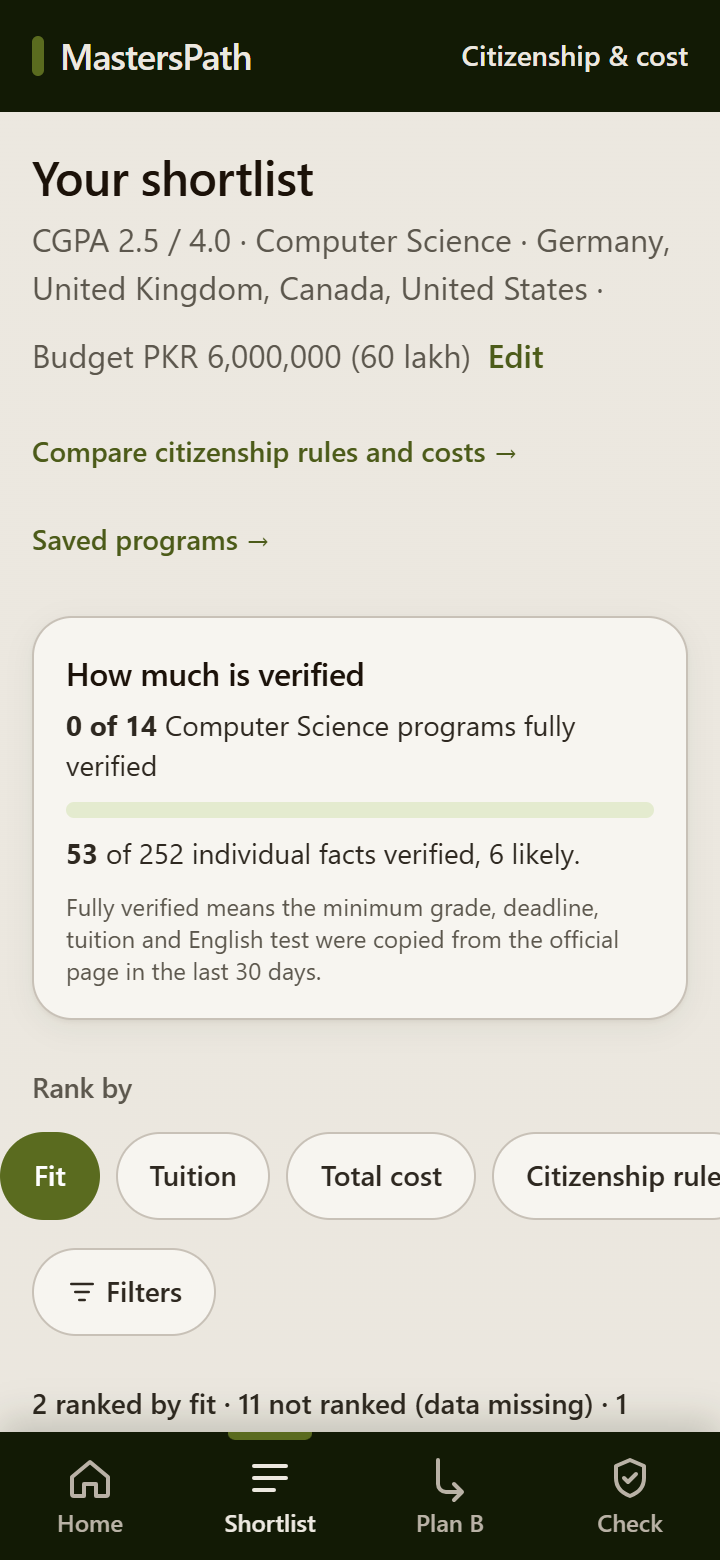 MastersPath
Citizenship & cost
Your shortlist
CGPA 2.5 / 4.0 · Computer Science · Germany,
United Kingdom, Canada, United States ·
Budget PKR 6,000,000 (60 lakh) Edit
Compare citizenship rules and costs →
Saved programs →
How much is verified
0 of 14 Computer Science programs fully
verified
53 of 252 individual facts verified, 6 likely.
Fully verified means the minimum grade, deadline,
tuition and English test were copied from the official
page in the last 30 days.
Rank by
Fit
Tuition
Total cost
Citizenship rule
Filters
2 ranked by fit · 11 not ranked (data missing) · 1
Home
Shortlist
Plan B
Check